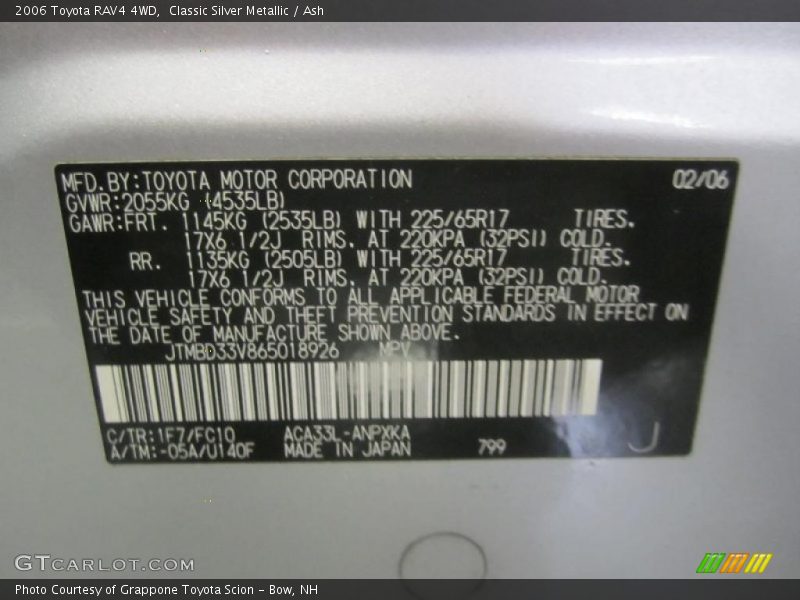 2006 Toyota RAV4 4WD,  Classic Silver Metallic / Ash
MFD.BY:TOYOTA MOTOR CORPORATION 02/06
GVWR:2055KG (4535LB)
GAWR:FRT. 1145KG (2535LB) WITH 225/65R17 TIRES.
17X6 1/2J RIMS. AT 220KPA (32PSI) COLD.
RR. 1135KG (2505LB) WITH 225/65R17 TIRES.
17X6 1/2J RIMS. AT 220KPA (32PSI) COLD.
THIS VEHICLE CONFORMS TO ALL APPLICABLE FEDERAL MOTOR
VEHICLE SAFETY AND THEFT PREVENTION STANDARDS IN EFFECT ON
THE DATE OF MANUFACTURE SHOWN ABOVE.
JTMBD33V865018926 MPV
C/TR:1F7/FC10 ACA33L-ANPXKA
A/TM:-05A/U140F MADE IN JAPAN 799 J
GTCARLOT.COM
Photo Courtesy of Grappone Toyota Scion - Bow, NH